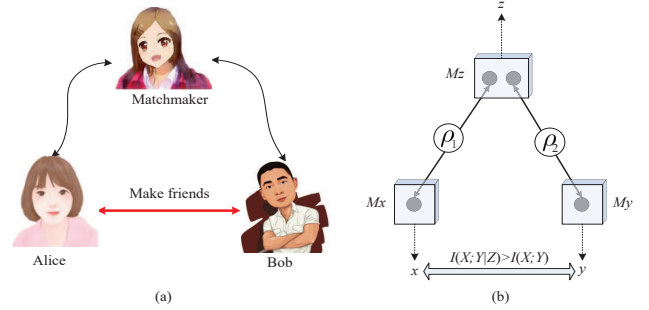 Matchmaker
Make friends
Alice
Bob
(a)
z
Mz
ρ₁
ρ₂
Mx
My
x
I(X;Y|Z)>I(X;Y)
y
(b)